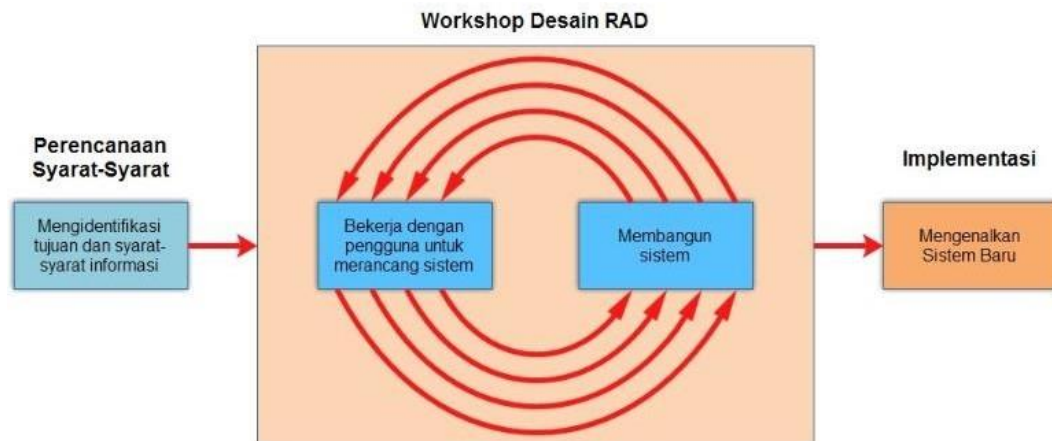 Workshop Desain RAD
Perencanaan
Syarat-Syarat
Mengidentifikasi
tujuan dan syarat-
syarat informasi
Bekerja dengan
pengguna untuk
merancang sistem
Membangun
sistem
Implementasi
Mengenalkan
Sistem Baru